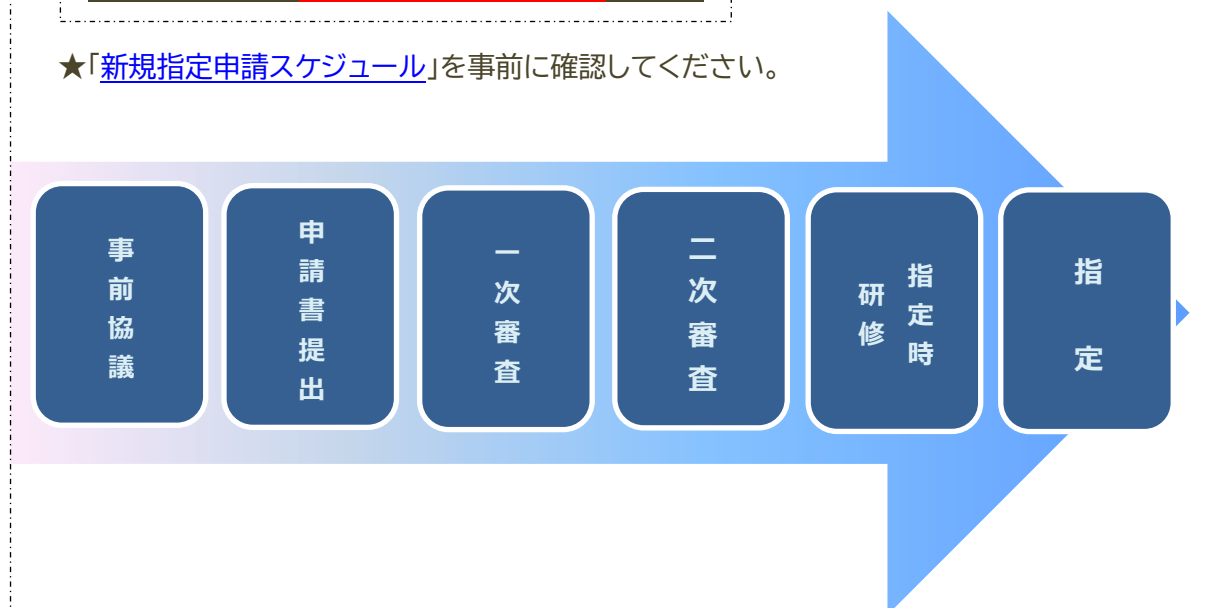 ★「新規指定申請スケジュール」を事前に確認してください。
事前協議
申請書提出
一次審査
二次審査
指定時
研修
指定